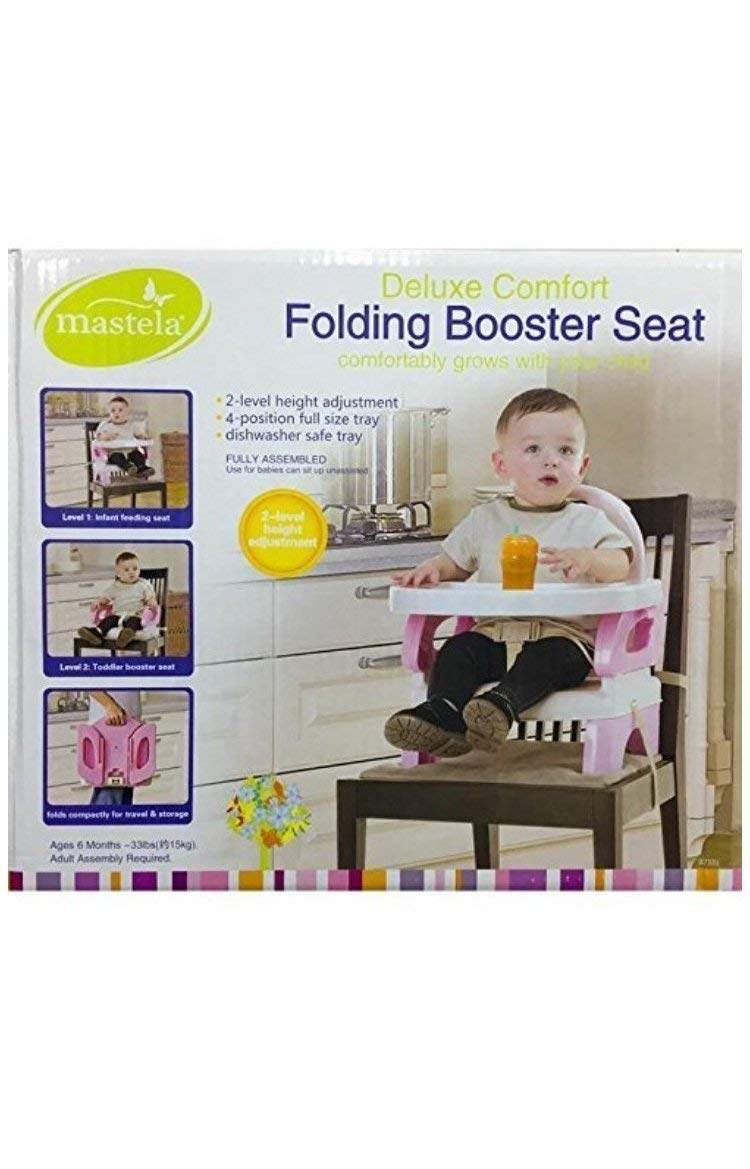 mastela®
Deluxe Comfort
Folding Booster Seat
comfortably grows with your child
• 2-level height adjustment
• 4-position full size tray
• dishwasher safe tray
FULLY ASSEMBLED
Use for babies can sit up unassisted
2-level
height
adjustment
Level 1: Infant feeding seat
Level 2: Toddler booster seat
folds compactly for travel & storage
Ages 6 Months ~33lbs(约15kg).
Adult Assembly Required.